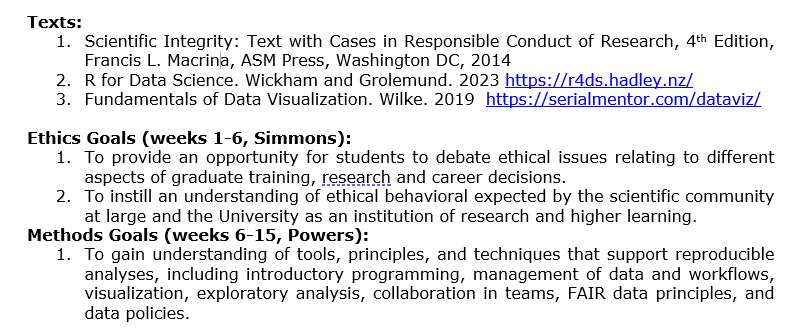 Texts:
1. Scientific Integrity: Text with Cases in Responsible Conduct of Research, 4th Edition,
Francis L. Macrina, ASM Press, Washington DC, 2014
2. R for Data Science. Wickham and Grolemund. 2023 https://r4ds.hadley.nz/
3. Fundamentals of Data Visualization. Wilke. 2019 https://serialmentor.com/dataviz/
Ethics Goals (weeks 1-6, Simmons):
1. To provide an opportunity for students to debate ethical issues relating to different
aspects of graduate training, research and career decisions.
2. To instill an understanding of ethical behavioral expected by the scientific community
at large and the University as an institution of research and higher learning.
Methods Goals (weeks 6-15, Powers):
1. To gain understanding of tools, principles, and techniques that support reproducible
analyses, including introductory programming, management of data and workflows,
visualization, exploratory analysis, collaboration in teams, FAIR data principles, and
data policies.